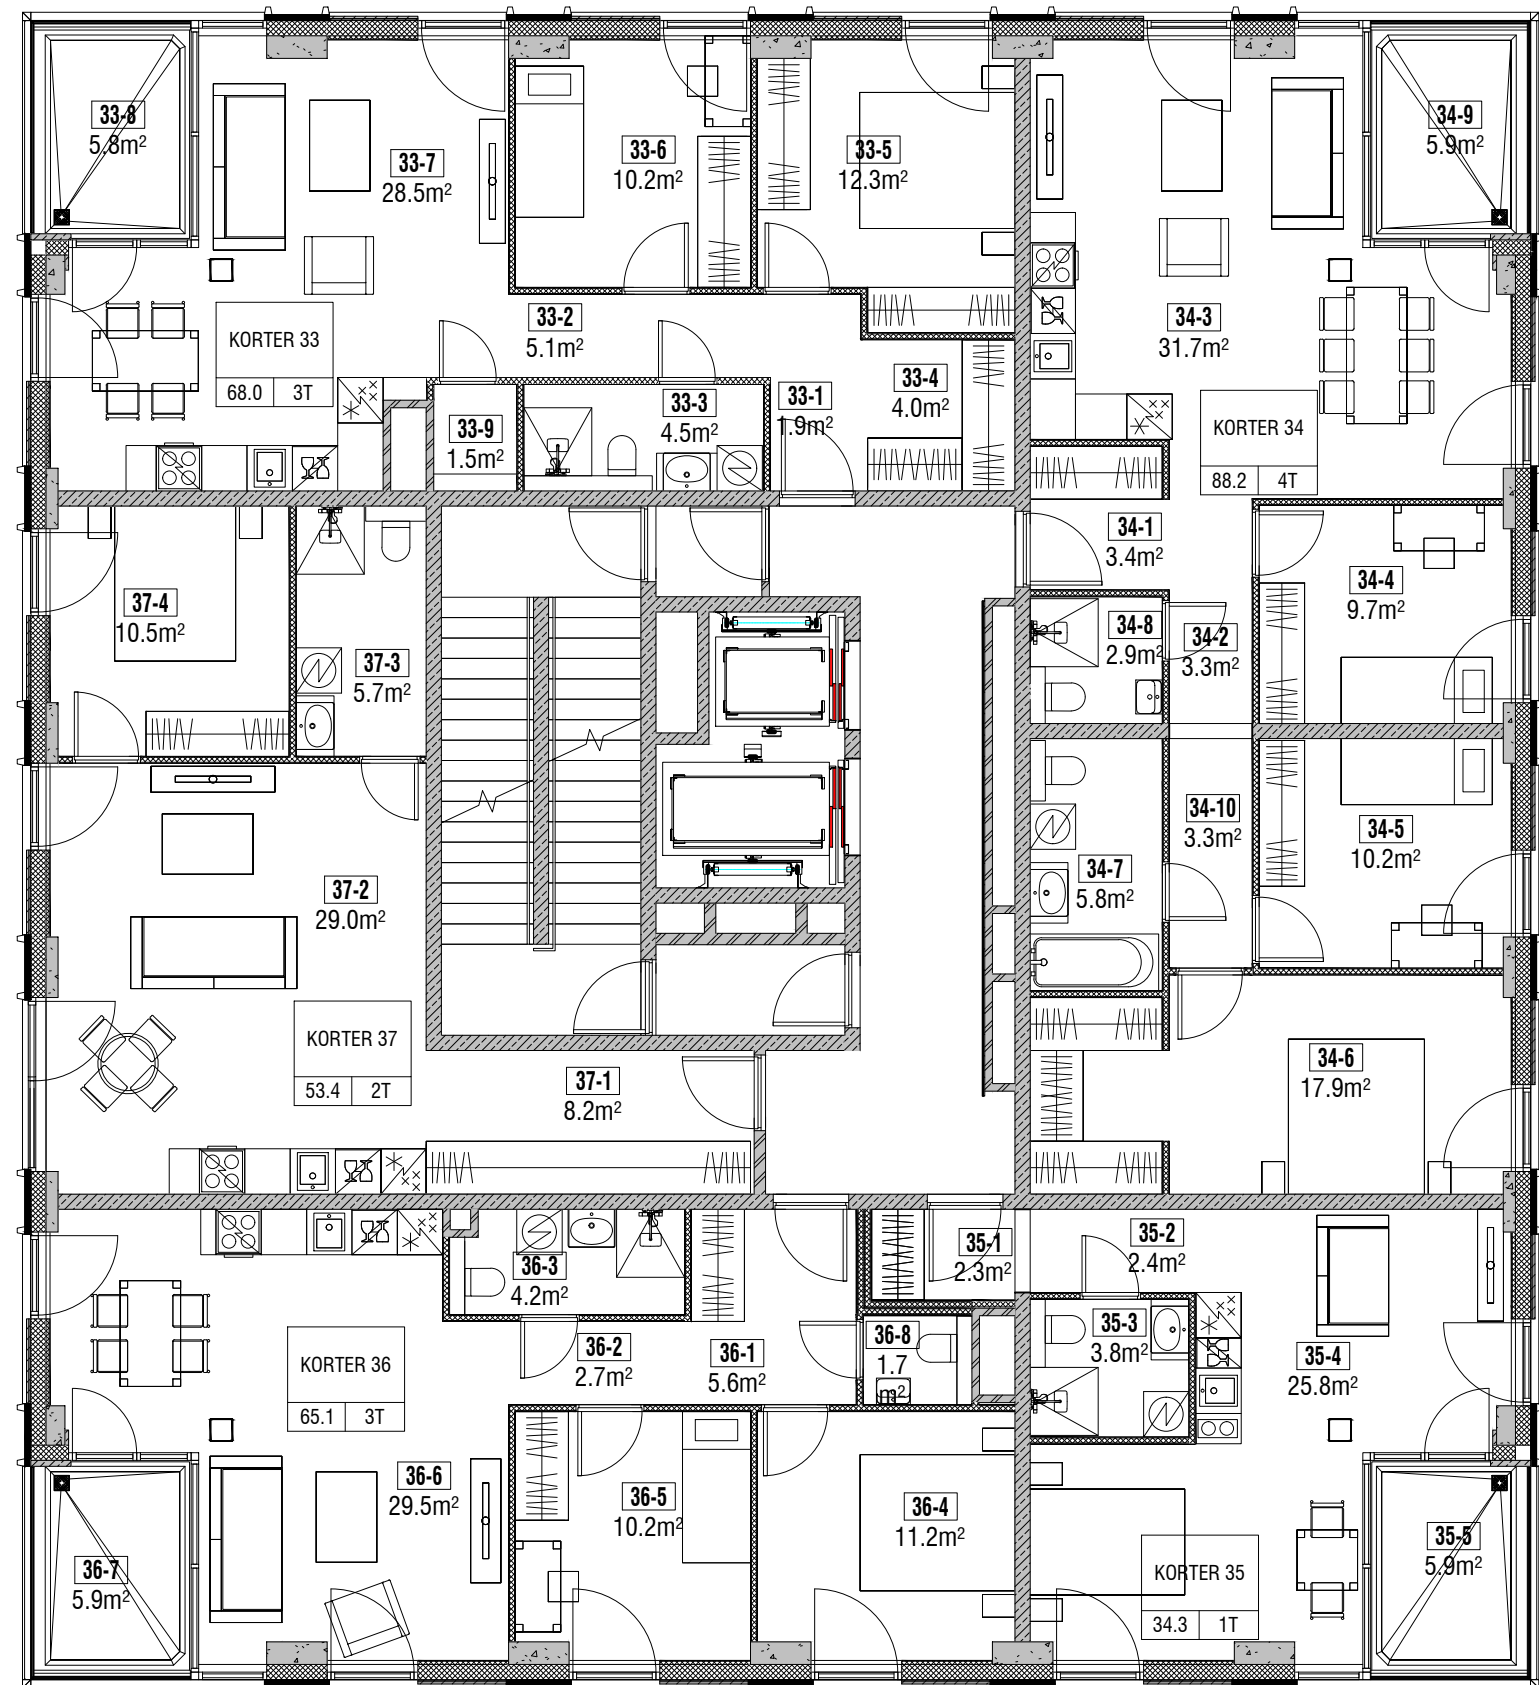 33-8
5.8m²
33-7
28.5m²
33-6
10.2m²
33-5
12.3m²
34-9
5.9m²
33-2
5.1m²
34-3
31.7m²
KORTER 33
68.0 3T
33-9
1.5m²
33-3
4.5m²
33-1
1.9m²
33-4
4.0m²
KORTER 34
88.2 4T
34-1
3.4m²
34-4
9.7m²
37-4
10.5m²
37-3
5.7m²
34-8
2.9m²
34-2
3.3m²
34-10
3.3m²
34-5
10.2m²
37-2
29.0m²
34-7
5.8m²
KORTER 37
53.4 2T
37-1
8.2m²
34-6
17.9m²
36-3
4.2m²
35-1
2.3m²
35-2
2.4m²
36-2
2.7m²
36-1
5.6m²
36-8
1.7
m²
35-3
3.8m²
35-4
25.8m²
KORTER 36
65.1 3T
36-6
29.5m²
36-5
10.2m²
36-4
11.2m²
36-7
5.9m²
KORTER 35
34.3 1T
35-5
5.9m²